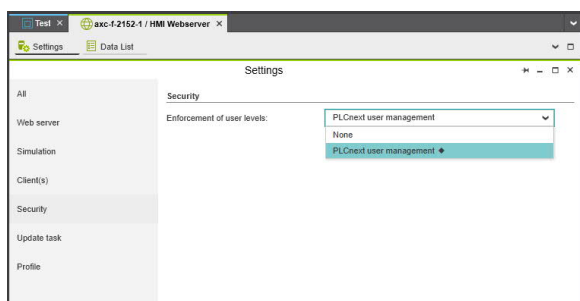 Test × axc-f-2152-1 / HMI Webserver ×
Settings Data List
Settings
All
Security
Enforcement of user levels: PLCnext user management
None
PLCnext user management
Web server
Simulation
Client(s)
Security
Update task
Profile